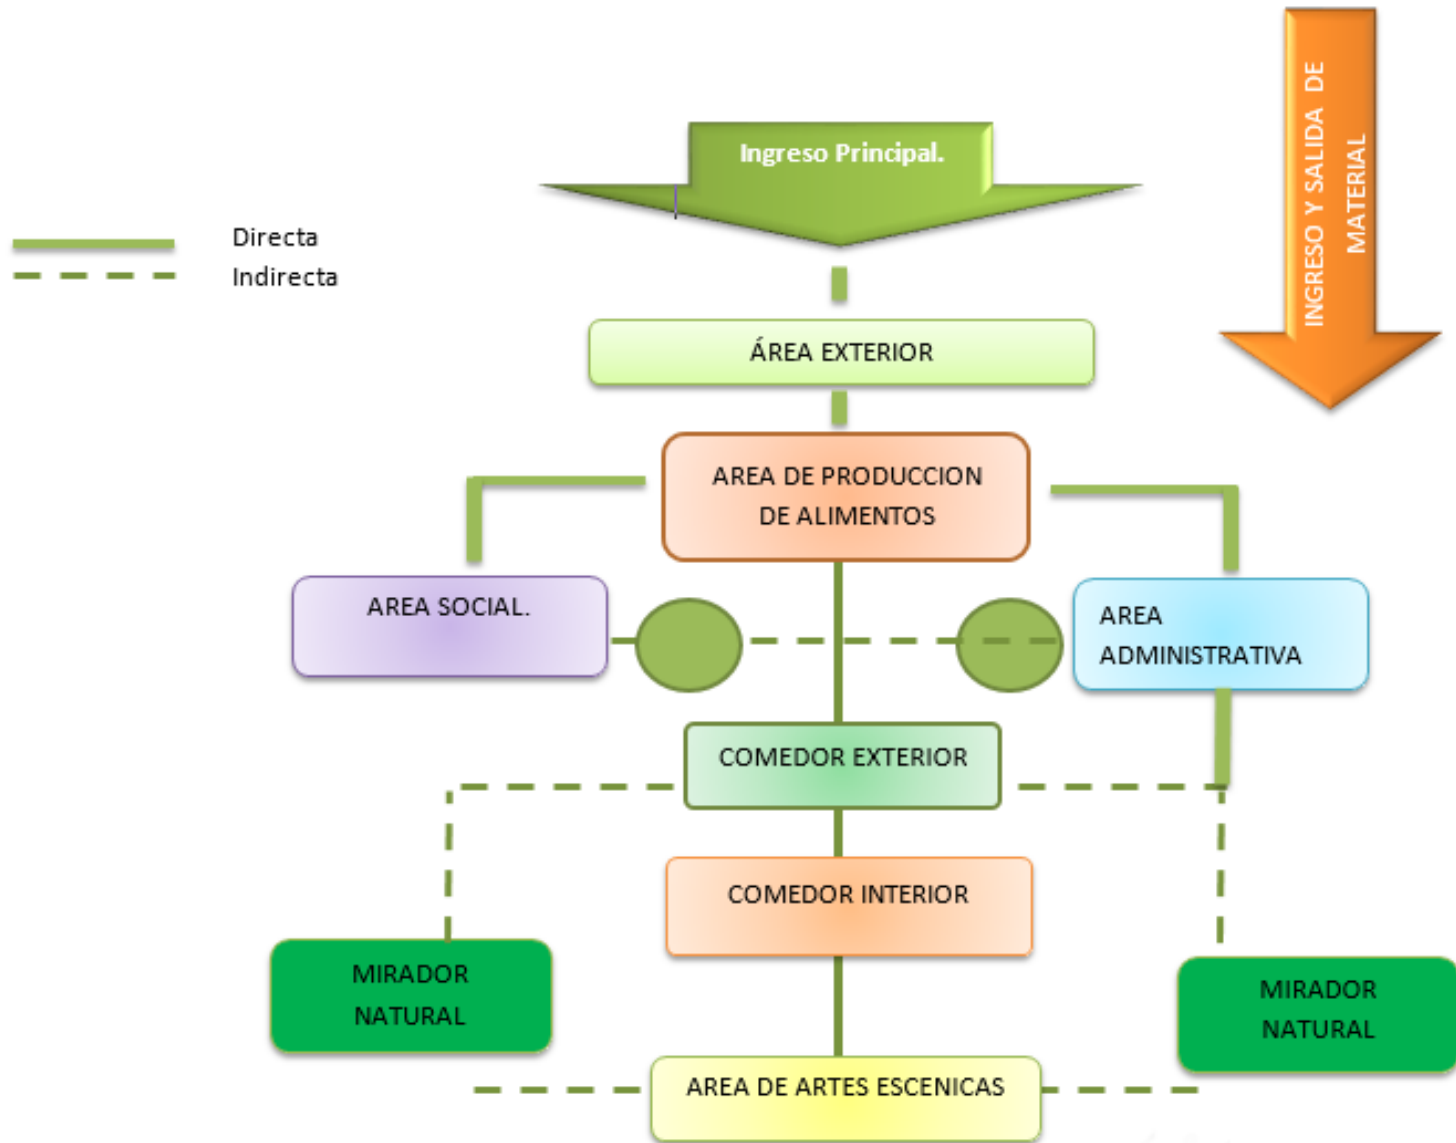 INGRESO Y SALIDA DE
MATERIAL
Ingreso Principal.
Directa
Indirecta
ÁREA EXTERIOR
AREA DE PRODUCCION
DE ALIMENTOS
AREA SOCIAL.
AREA
ADMINISTRATIVA
COMEDOR EXTERIOR
COMEDOR INTERIOR
MIRADOR
NATURAL
MIRADOR
NATURAL
AREA DE ARTES ESCENICAS